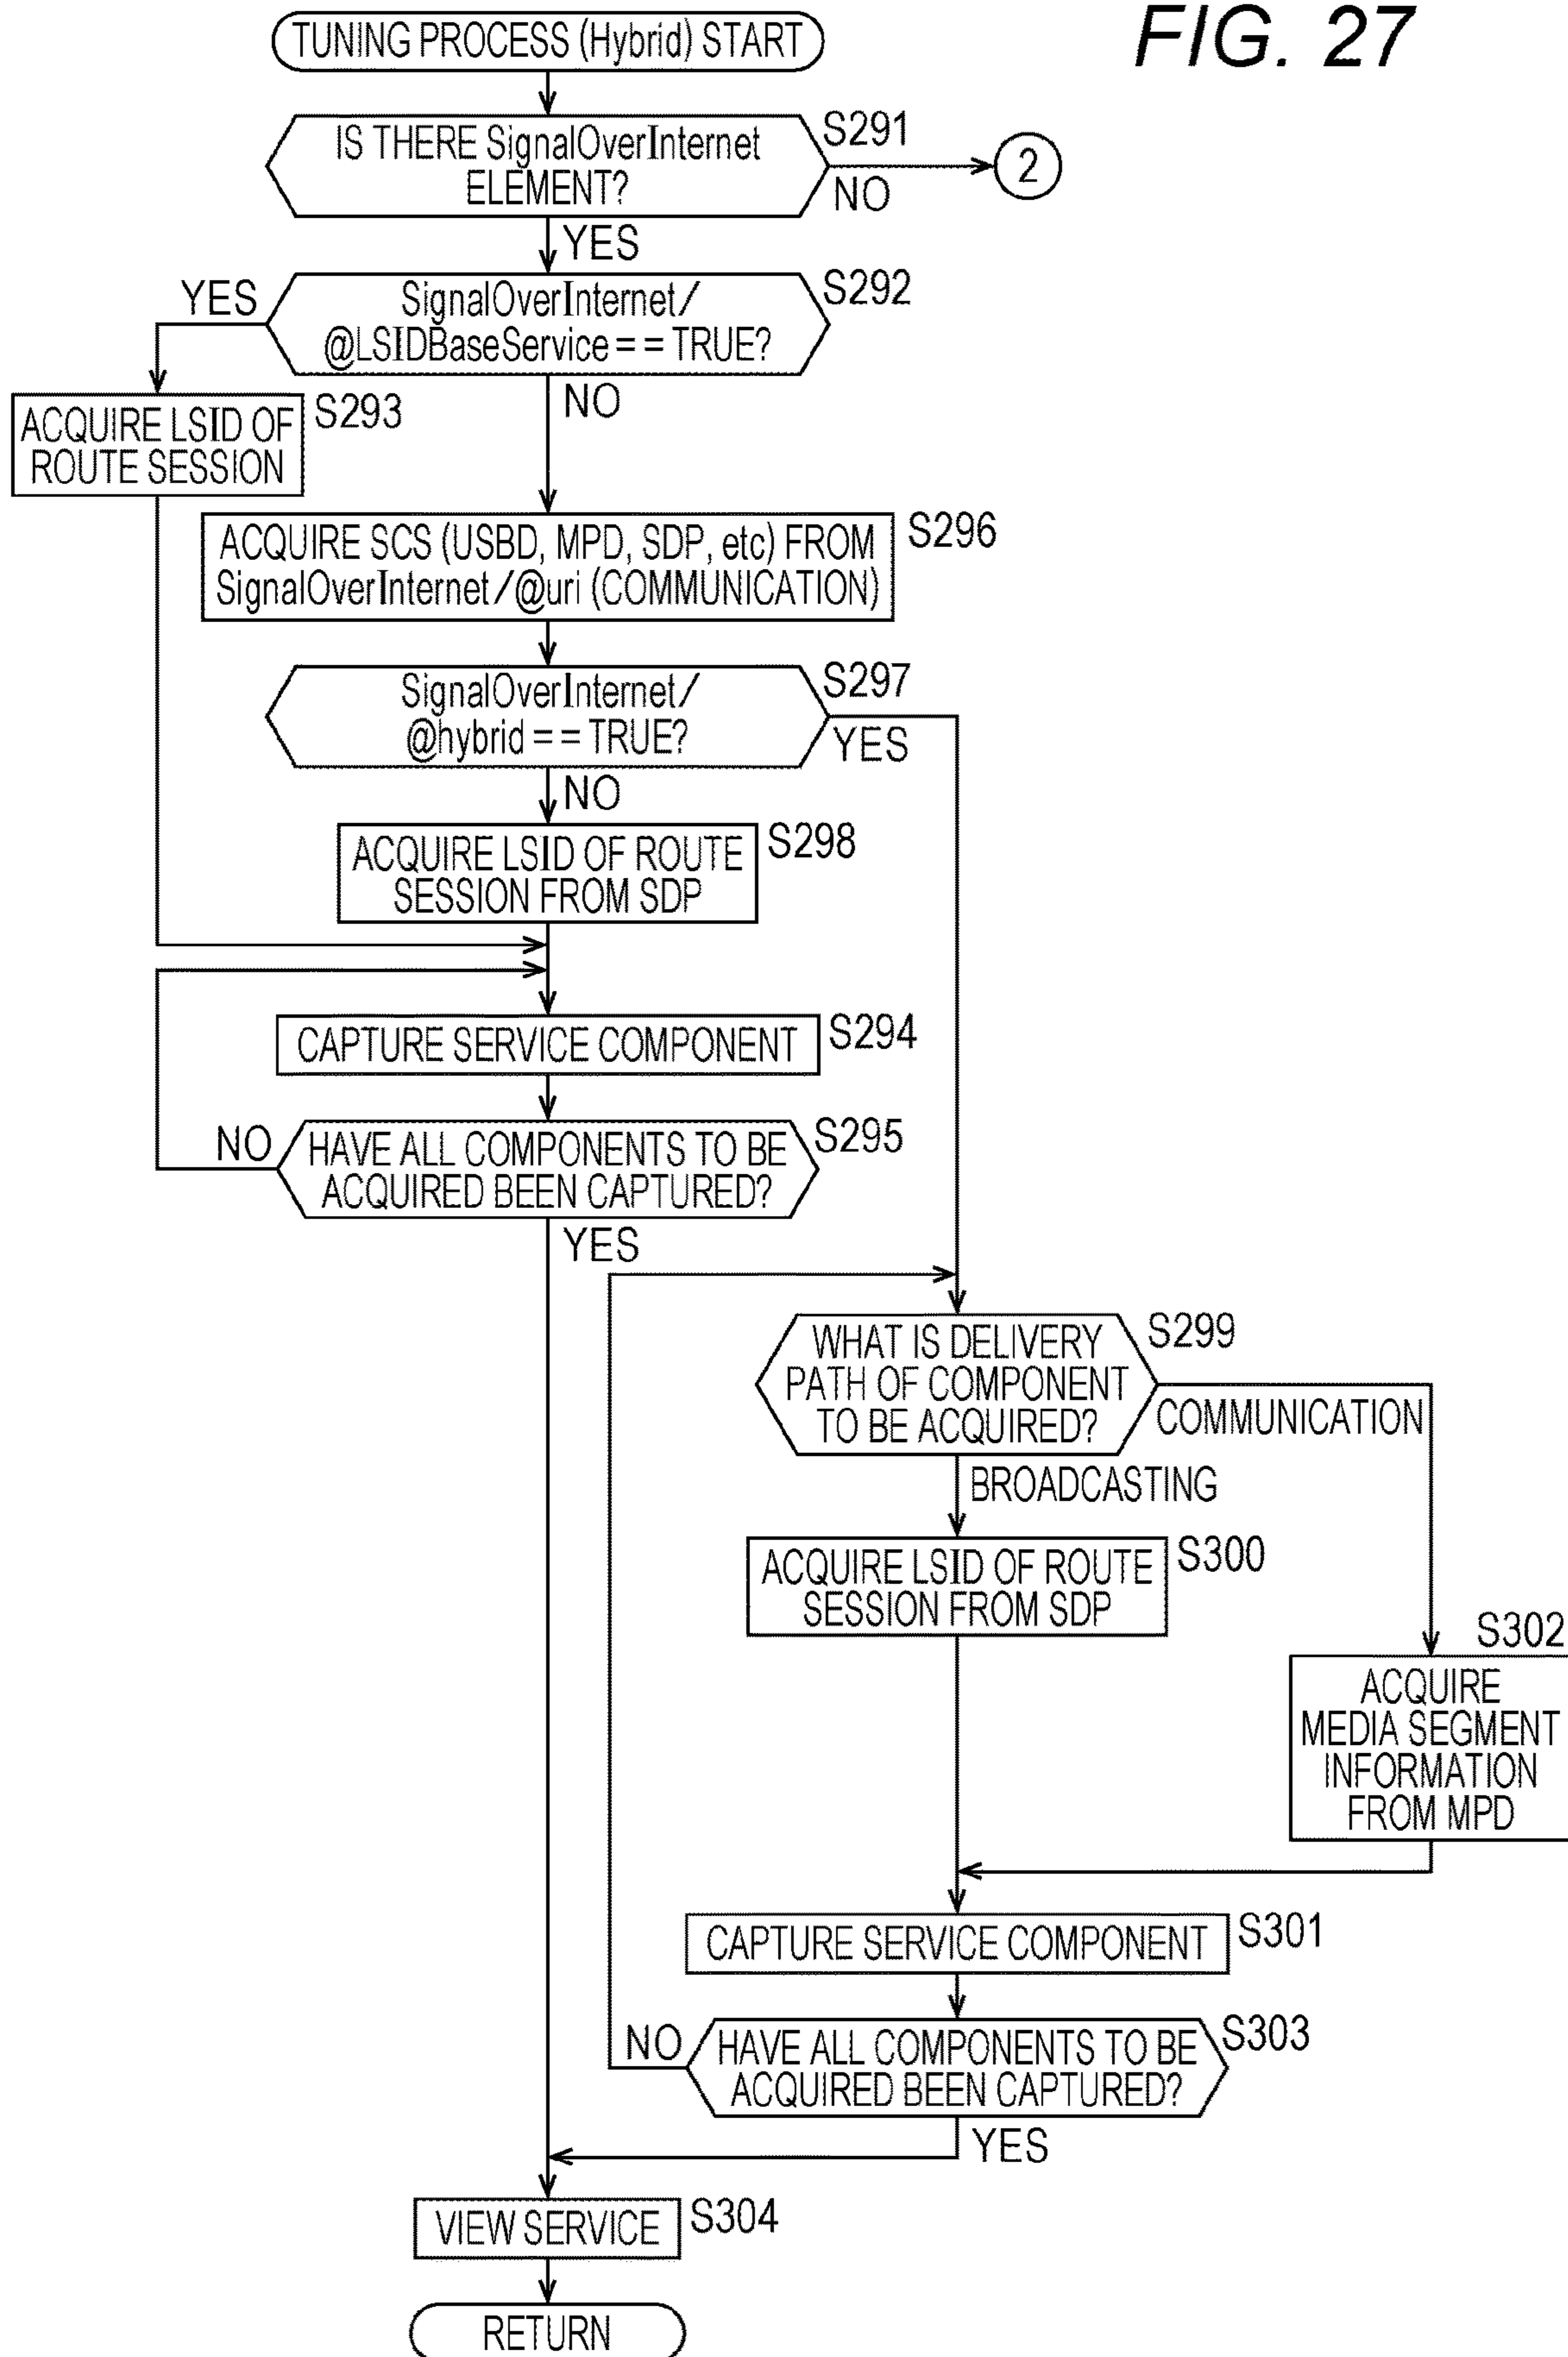 FIG. 27
TUNING PROCESS (Hybrid) START
IS THERE SignalOverInternet
ELEMENT?
S291
NO
2
YES
SignalOverInternet/
@LSIDBaseService == TRUE?
S292
YES
NO
ACQUIRE LSID OF
ROUTE SESSION
S293
ACQUIRE SCS (USBD, MPD, SDP, etc) FROM
SignalOverInternet/@uri (COMMUNICATION)
S296
SignalOverInternet/
@hybrid == TRUE?
S297
YES
NO
ACQUIRE LSID OF ROUTE
SESSION FROM SDP
S298
CAPTURE SERVICE COMPONENT
S294
HAVE ALL COMPONENTS TO BE
ACQUIRED BEEN CAPTURED?
S295
NO
YES
WHAT IS DELIVERY
PATH OF COMPONENT
TO BE ACQUIRED?
S299
COMMUNICATION
BROADCASTING
ACQUIRE LSID OF ROUTE
SESSION FROM SDP
S300
S302
ACQUIRE
MEDIA SEGMENT
INFORMATION
FROM MPD
CAPTURE SERVICE COMPONENT
S301
HAVE ALL COMPONENTS TO BE
ACQUIRED BEEN CAPTURED?
S303
NO
YES
VIEW SERVICE
S304
RETURN